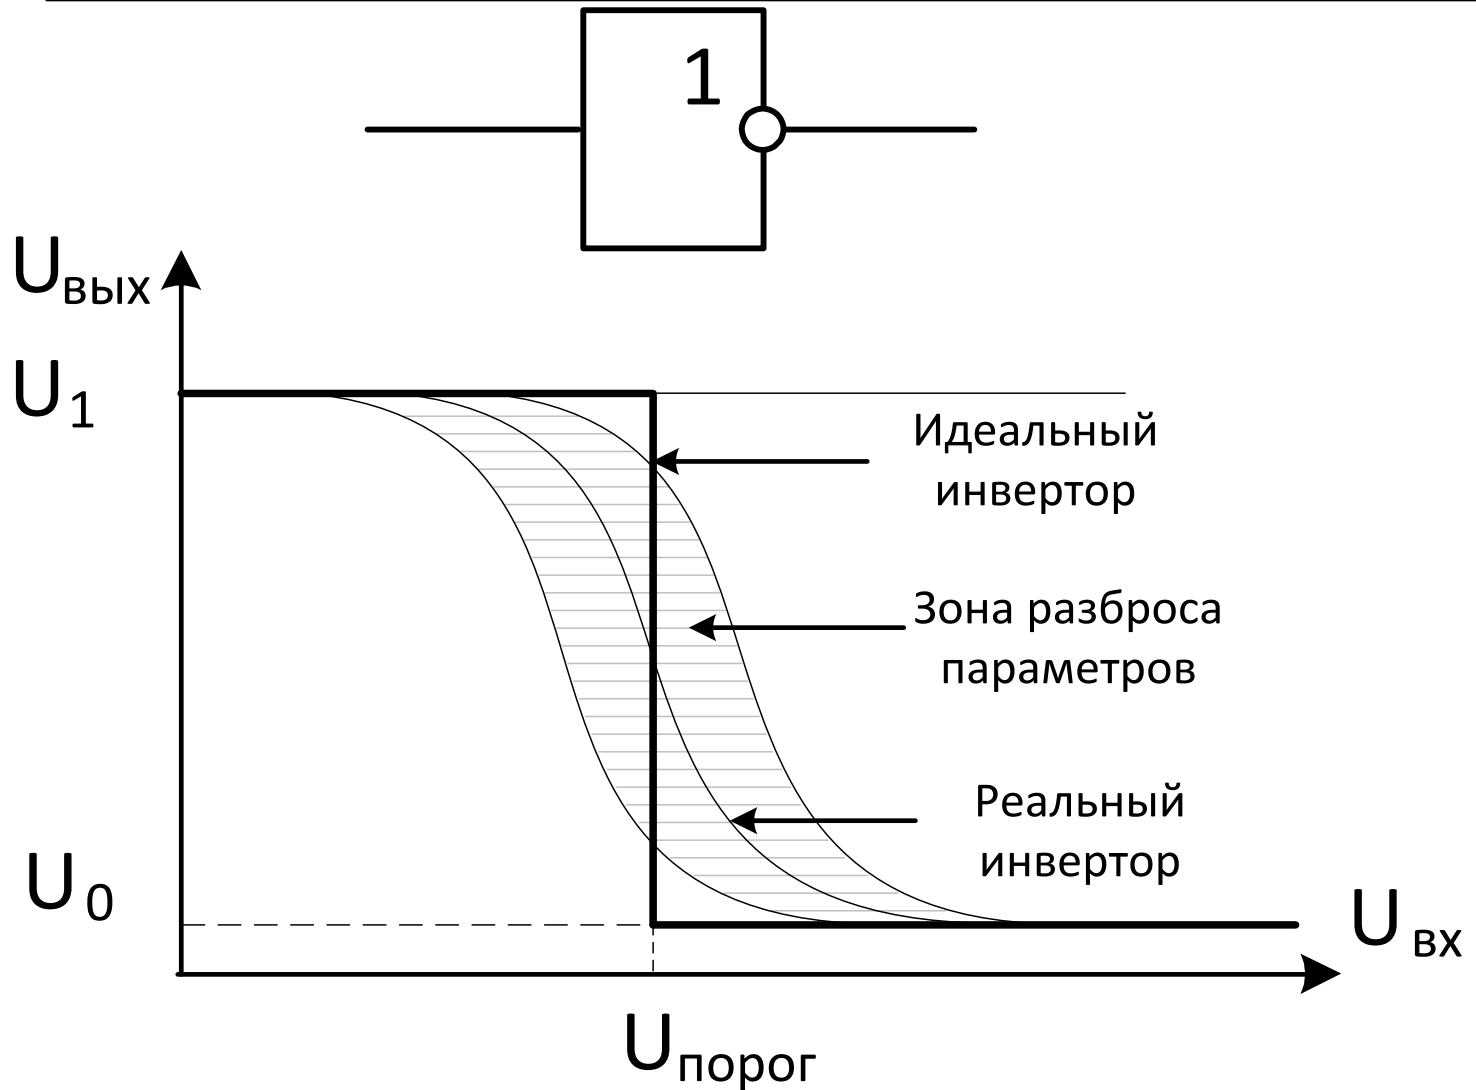 1
Uвых
U1
Идеальный
инвертор
Зона разброса
параметров
Реальный
инвертор
U0
Uвх
Uпорог